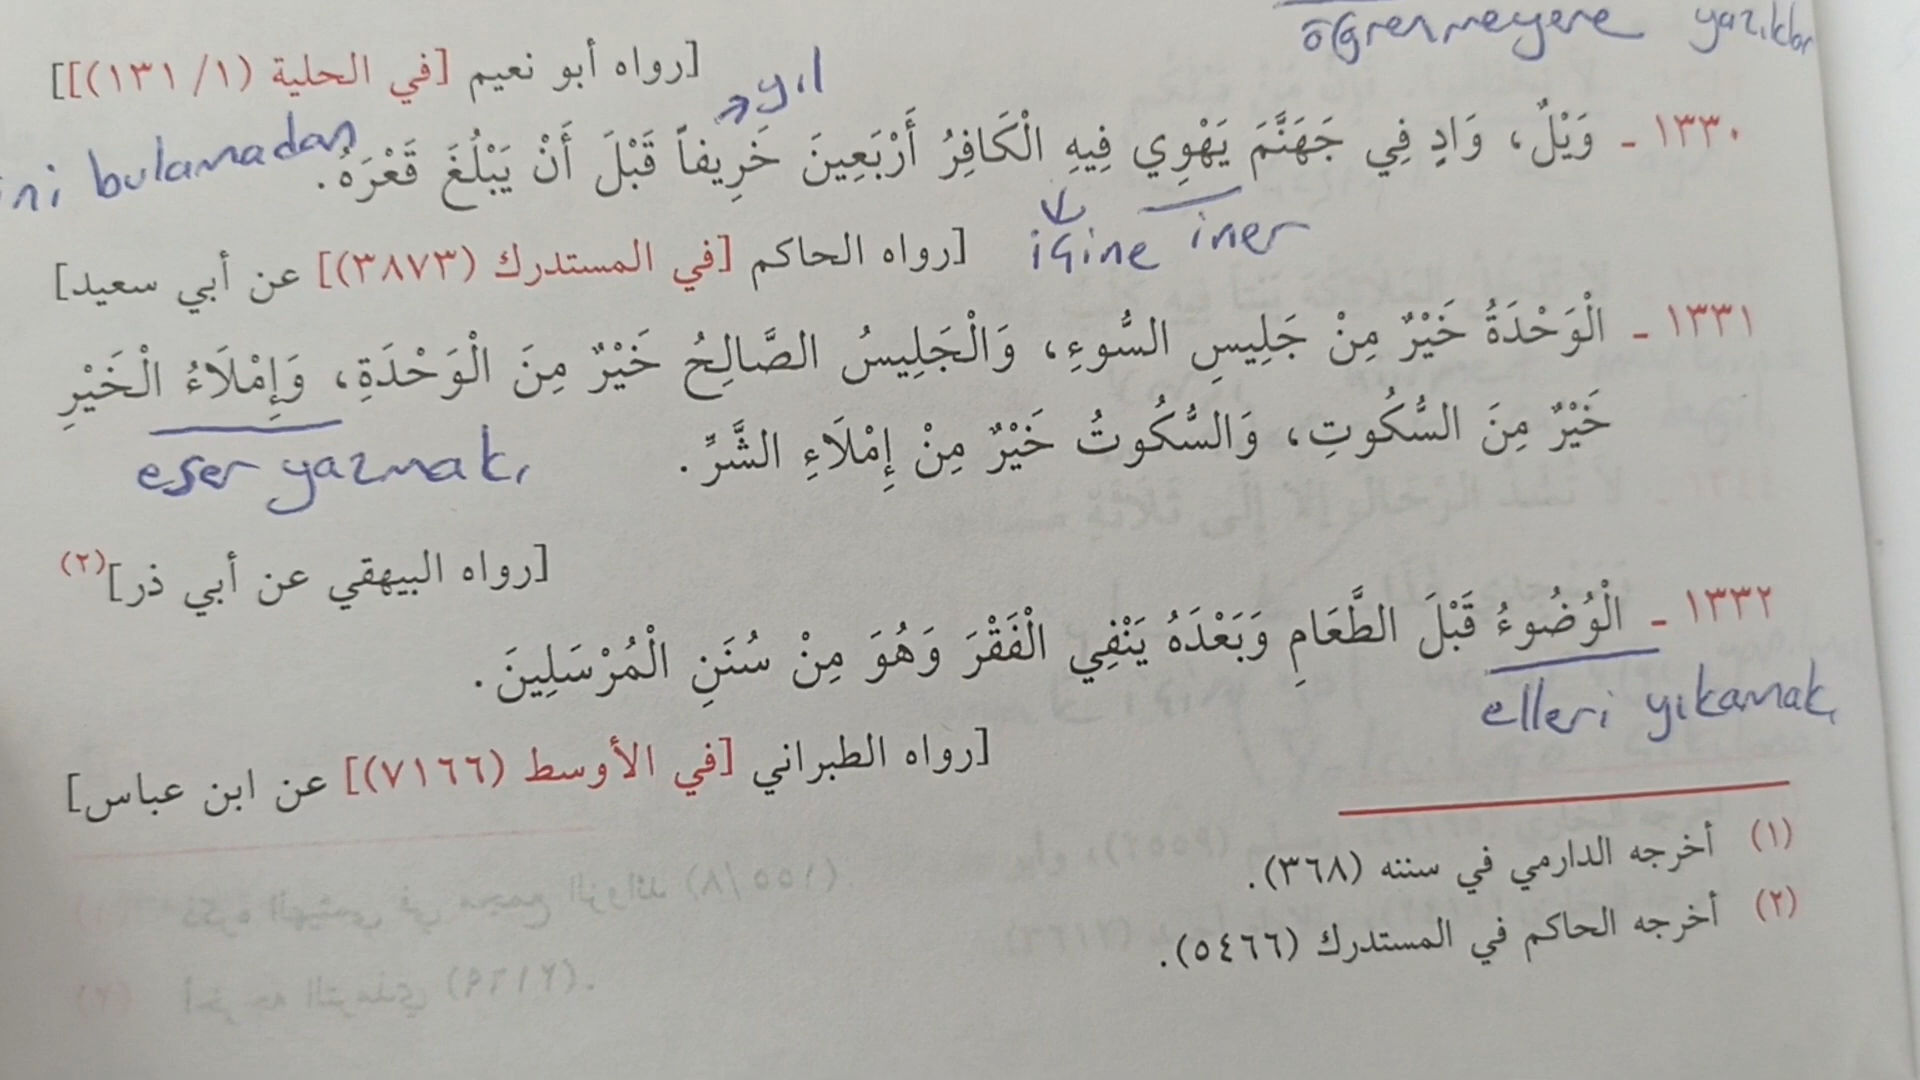 öğrenmeyene yazıklar
[رواه أبو نعيم [في الحلية (١/ ١٣١)]]
yıl
ni bulamadan
١٣٣٠ - وَيْلٌ، وَادٍ فِي جَهَنَّمَ يَهْوِي فِيهِ الْكَافِرُ أَرْبَعِينَ خَرِيفاً قَبْلَ أَنْ يَبْلُغَ قَعْرَهُ.
içine iner
[رواه الحاكم [في المستدرك (٣٨٧٣)] عن أبي سعيد]
١٣٣١ - الْوَحْدَةُ خَيْرٌ مِنْ جَلِيسِ السُّوءِ، وَالْجَلِيسُ الصَّالِحُ خَيْرٌ مِنَ الْوَحْدَةِ، وَإِمْلَاءُ الْخَيْرِ
خَيْرٌ مِنَ السُّكُوتِ، وَالسُّكُوتُ خَيْرٌ مِنْ إِمْلَاءِ الشَّرِّ.
eser yazmak
[رواه البيهقي عن أبي ذر](٢)
١٣٣٢ - الْوُضُوءُ قَبْلَ الطَّعَامِ وَبَعْدَهُ يَنْفِي الْفَقْرَ وَهُوَ مِنْ سُنَنِ الْمُرْسَلِينَ.
elleri yıkamak
[رواه الطبراني [في الأوسط (٧١٦٦)] عن ابن عباس]
(١) أخرجه الدارمي في سننه (٣٦٨).
(٢) أخرجه الحاكم في المستدرك (٥٤٦٦).